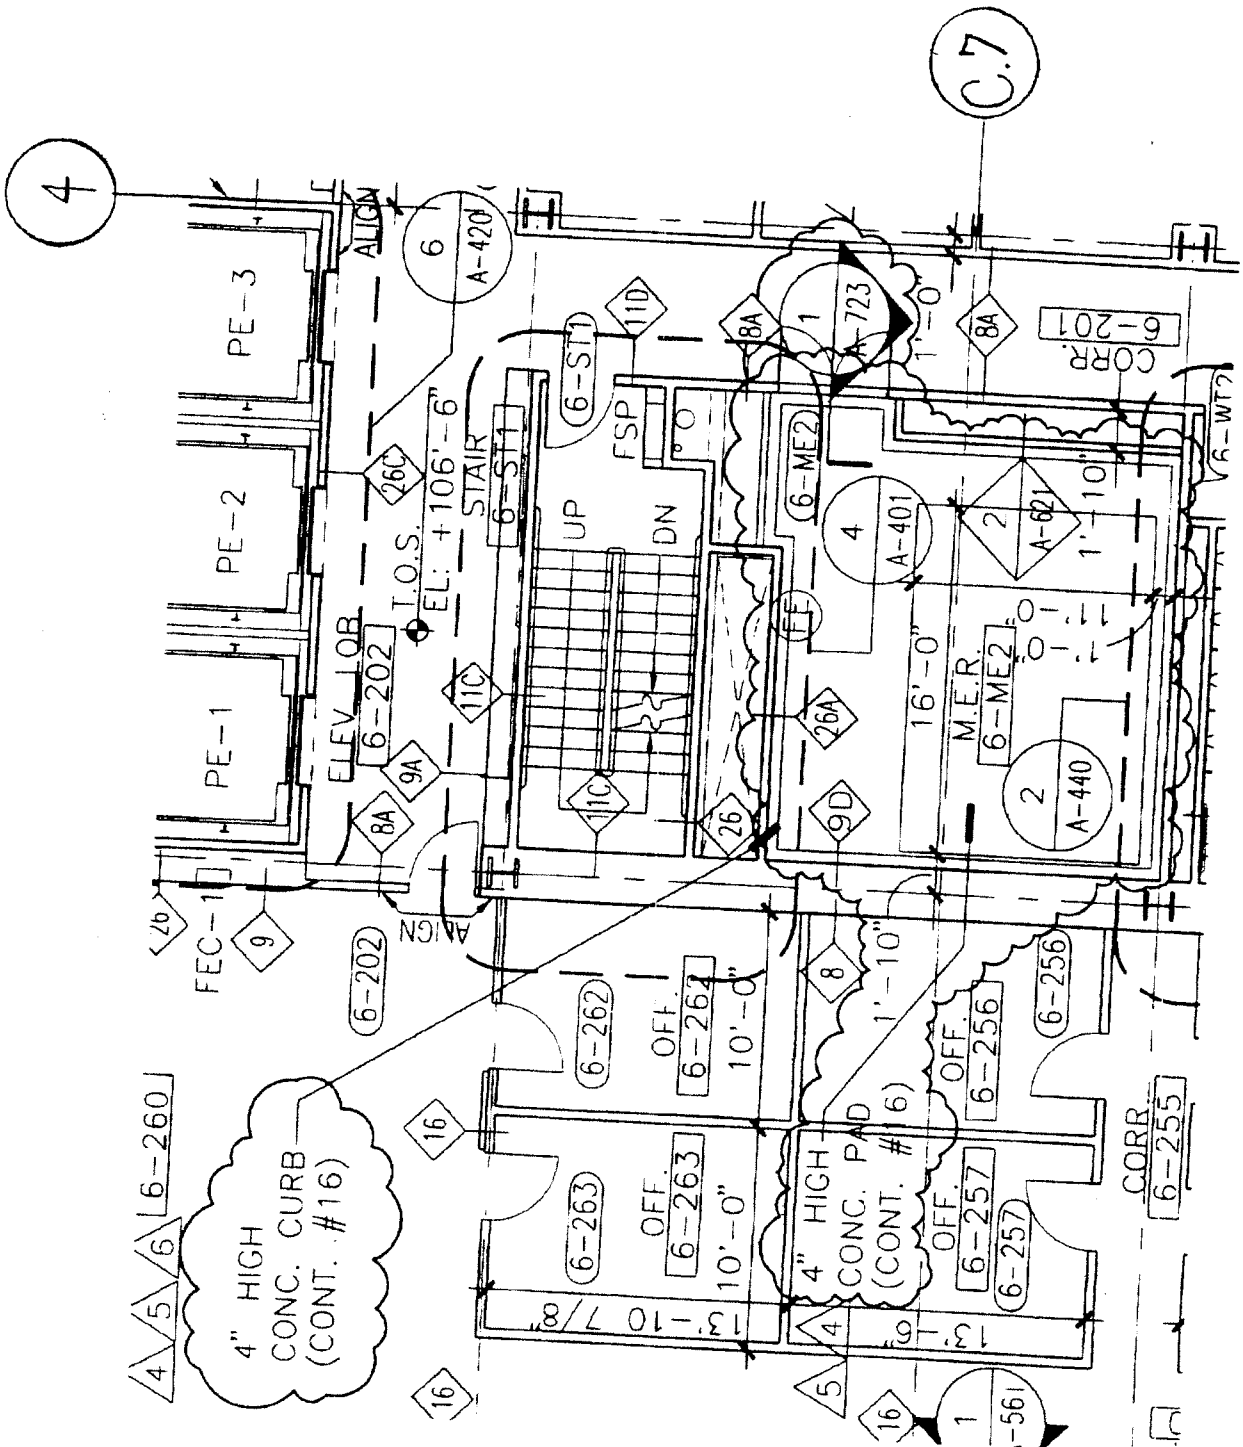 C.7
4
PE-3
PE-2
PE-1
ALIGN
6
A-420
26C
T.O.S.
EL: +106'-6"
ELEV LOB
6-202
STAIR
6-ST1
6-ST1
11D
FSP
UP
DN
11C
11C
9A
8A
26
FEC-1
9
6-202
ALIGN
8A
1
A-723
1'-0"
8A
CORR.
6-201
6-WT2
6-ME2
4
A-401
2
A-621
1'-10"
EF
26A
26
9D
16'-0"
M.E.R.
6-ME2
11'-0"
1'-0"
2
A-440
8
1'-10"
6-262
OFF.
6-262
10'-0"
OFF.
6-256
6-256
6-260
4
5
6
4" HIGH
CONC. CURB
(CONT. #16)
16
6-263
OFF.
6-263
10'-0"
4" HIGH
CONC. PAD
(CONT. #16)
OFF.
6-257
6-257
CORR
6-255
13'-10 7/8"
13'-6"
4
5
16
16
1
-561